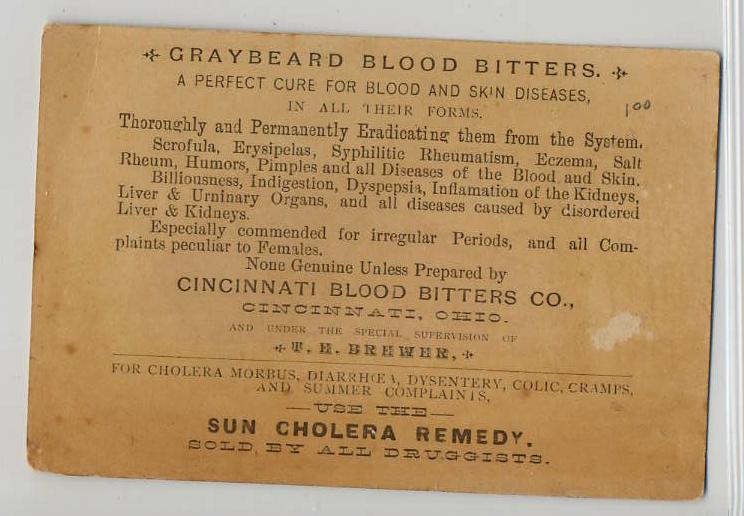 GRAYBEARD BLOOD BITTERS.
A PERFECT CURE FOR BLOOD AND SKIN DISEASES,
IN ALL THEIR FORMS.
100
Thoroughly and Permanently Eradicating them from the System.
Scrofula, Erysipelas, Syphilitic Rheumatism, Eczema, Salt
Rheum, Humors, Pimples and all Diseases of the Blood and Skin.
Billiousness, Indigestion, Dyspepsia, Inflamation of the Kidneys,
Liver & Urninary Organs, and all diseases caused by disordered
Liver & Kidneys.
Especially commended for irregular Periods, and all Com-
plaints peculiar to Females.
None Genuine Unless Prepared by
CINCINNATI BLOOD BITTERS CO.,
CINCINNATI, OHIO.
AND UNDER THE SPECIAL SUPERVISION OF
T. H. BREWER,
FOR CHOLERA MORBUS, DIARRHŒA, DYSENTERY, COLIC, CRAMPS,
AND SUMMER COMPLAINTS,
—USE THE—
SUN CHOLERA REMEDY.
SOLD, BY ALL DRUGGISTS.